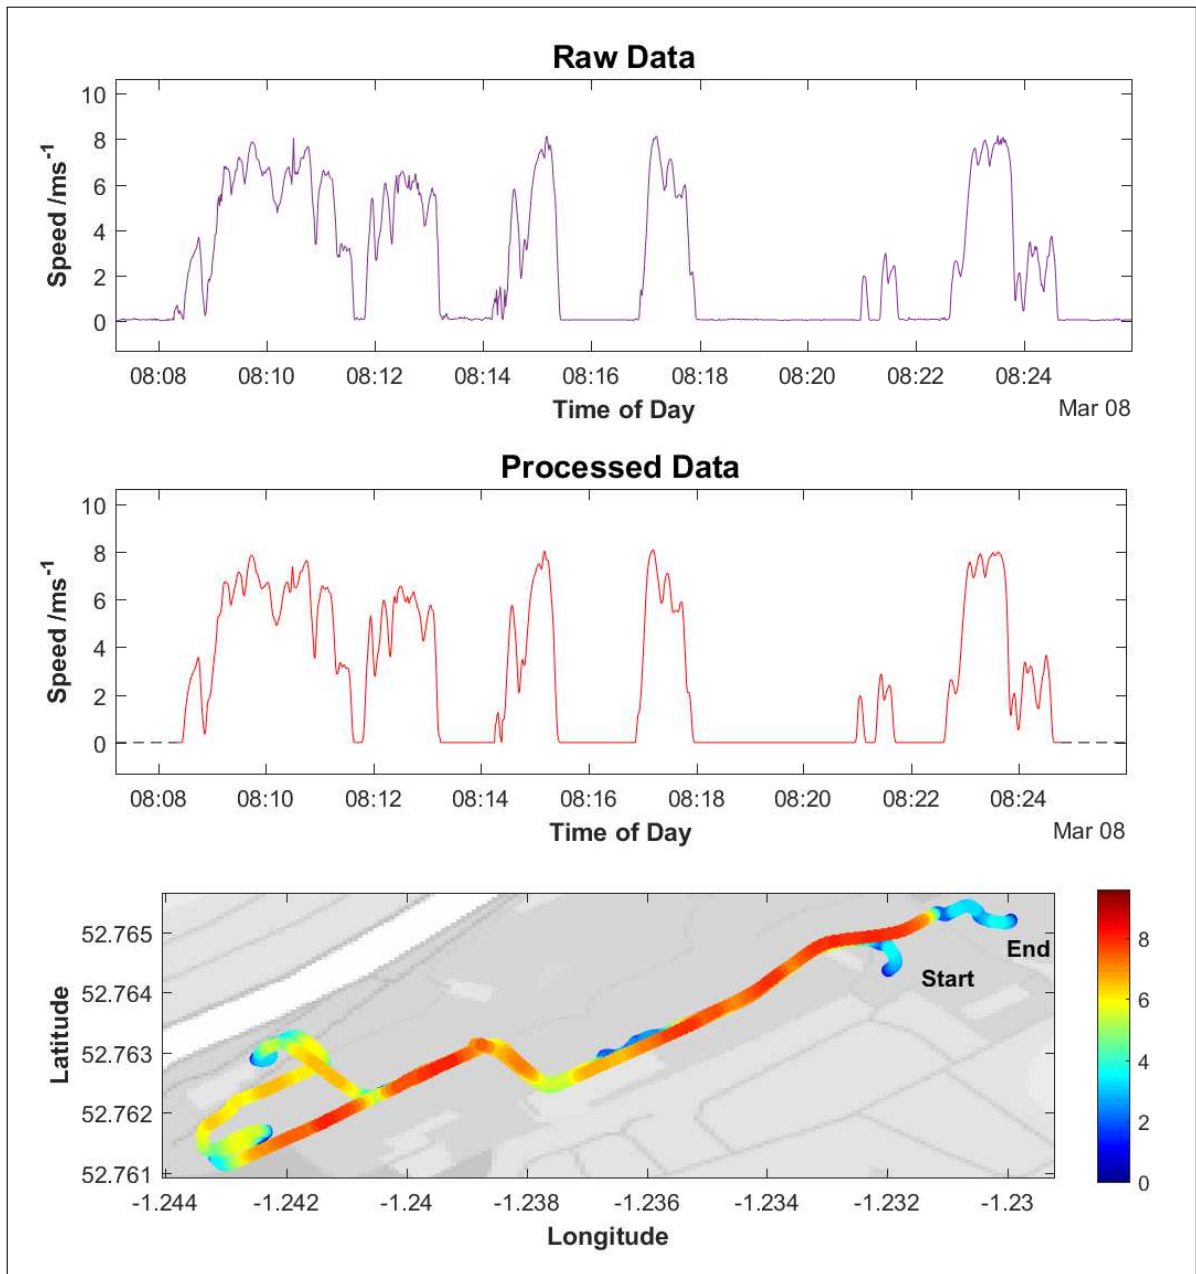 Raw Data
10
8
6
4
2
0
Speed /ms-1
08:08 08:10 08:12 08:14 08:16 08:18 08:20 08:22 08:24
Time of Day
Mar 08
Processed Data
10
8
6
4
2
0
Speed /ms-1
08:08 08:10 08:12 08:14 08:16 08:18 08:20 08:22 08:24
Time of Day
Mar 08
52.765
52.764
52.763
52.762
52.761
Latitude
End
Start
8
6
4
2
0
-1.244 -1.242 -1.24 -1.238 -1.236 -1.234 -1.232 -1.23
Longitude